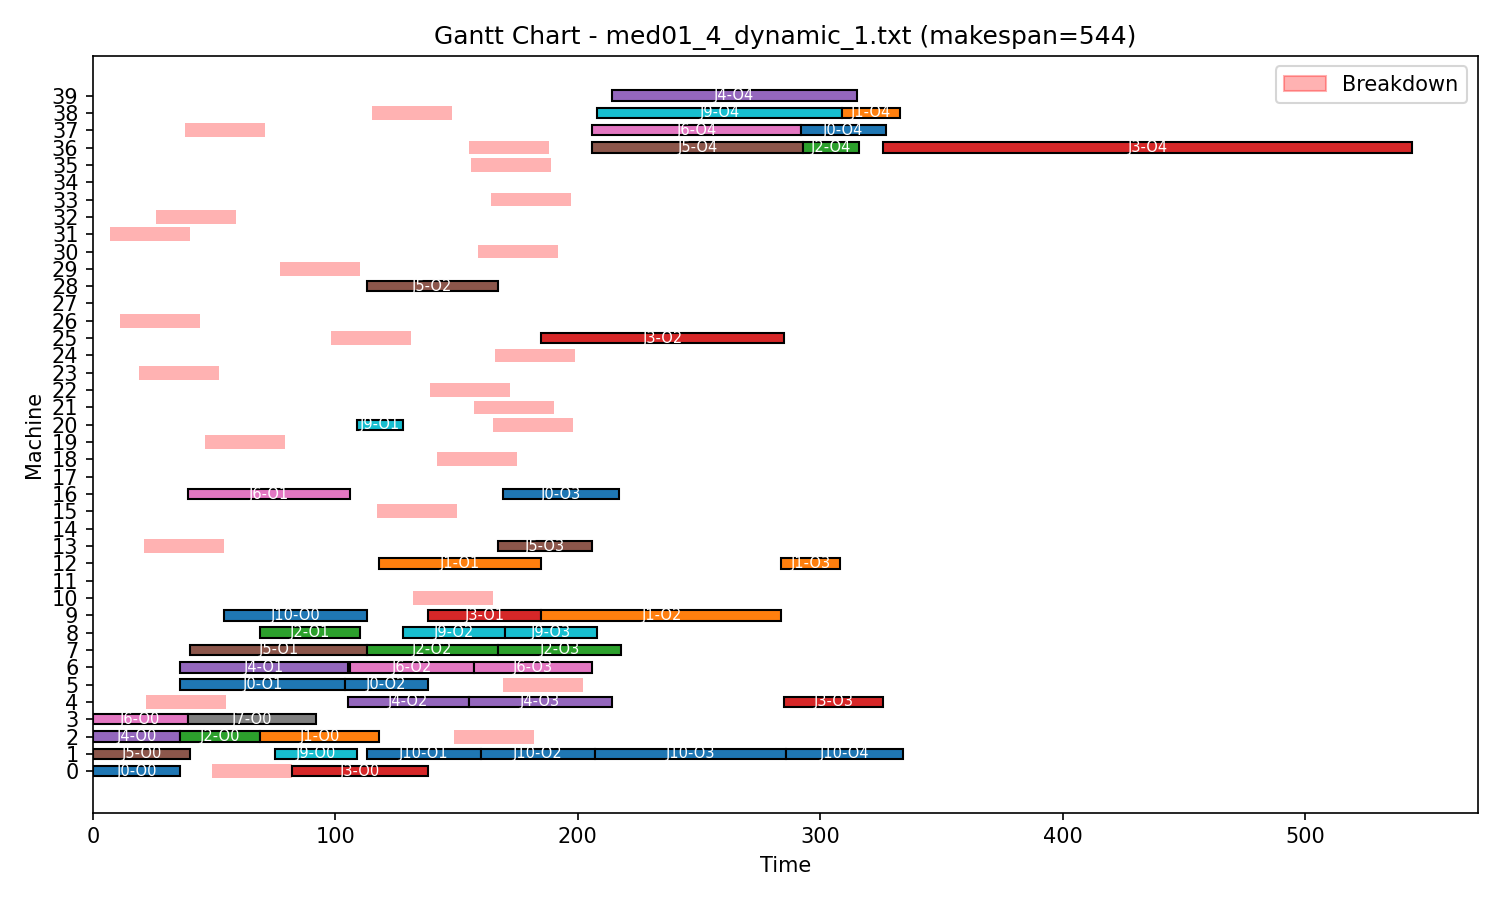 Gantt Chart - med01_4_dynamic_1.txt (makespan=544)
Breakdown
39 J4-O4
38 J9-O4 J1-O4
37 J6-O4 J0-O4
36 J5-O4 J2-O4 J3-O4
35
34
33
32
31
30
29
28 J5-O2
27
26
25 J3-O2
24
23
22
21
20 J9-O1
19
18
17
16 J6-O1 J0-O3
15
14
13 J5-O3
12 J1-O1 J1-O3
11
10
9 J10-O0 J3-O1 J1-O2
8 J2-O1 J9-O2 J9-O3
7 J5-O1 J2-O2 J2-O3
6 J4-O1 J6-O2 J6-O3
5 J0-O1 J0-O2
4 J4-O2 J4-O3 J3-O3
3 J6-O0 J7-O0
2 J4-O0 J2-O0 J1-O0
1 J5-O0 J9-O0 J10-O1 J10-O2 J10-O3 J10-O4
0 J0-O0 J3-O0
Machine
0 100 200 300 400 500
Time